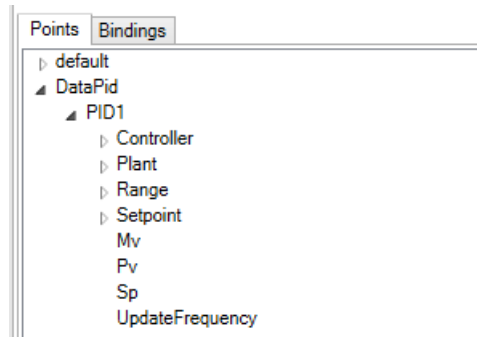 Points Bindings
default
DataPid
PID1
Controller
Plant
Range
Setpoint
Mv
Pv
Sp
UpdateFrequency